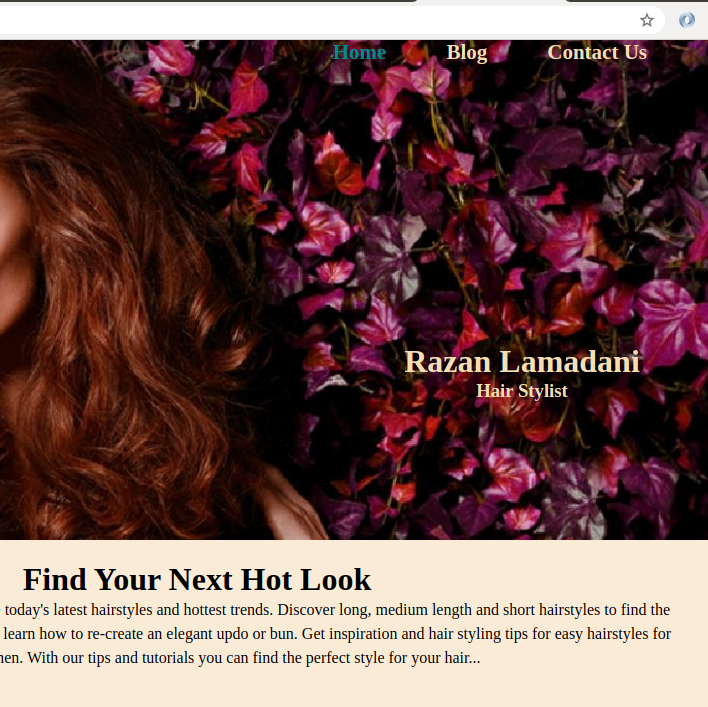 Home Blog Contact Us
Razan Lamadani
Hair Stylist
Find Your Next Hot Look
today's latest hairstyles and hottest trends. Discover long, medium length and short hairstyles to find the
learn how to re-create an elegant updo or bun. Get inspiration and hair styling tips for easy hairstyles for
With our tips and tutorials you can find the perfect style for your hair...